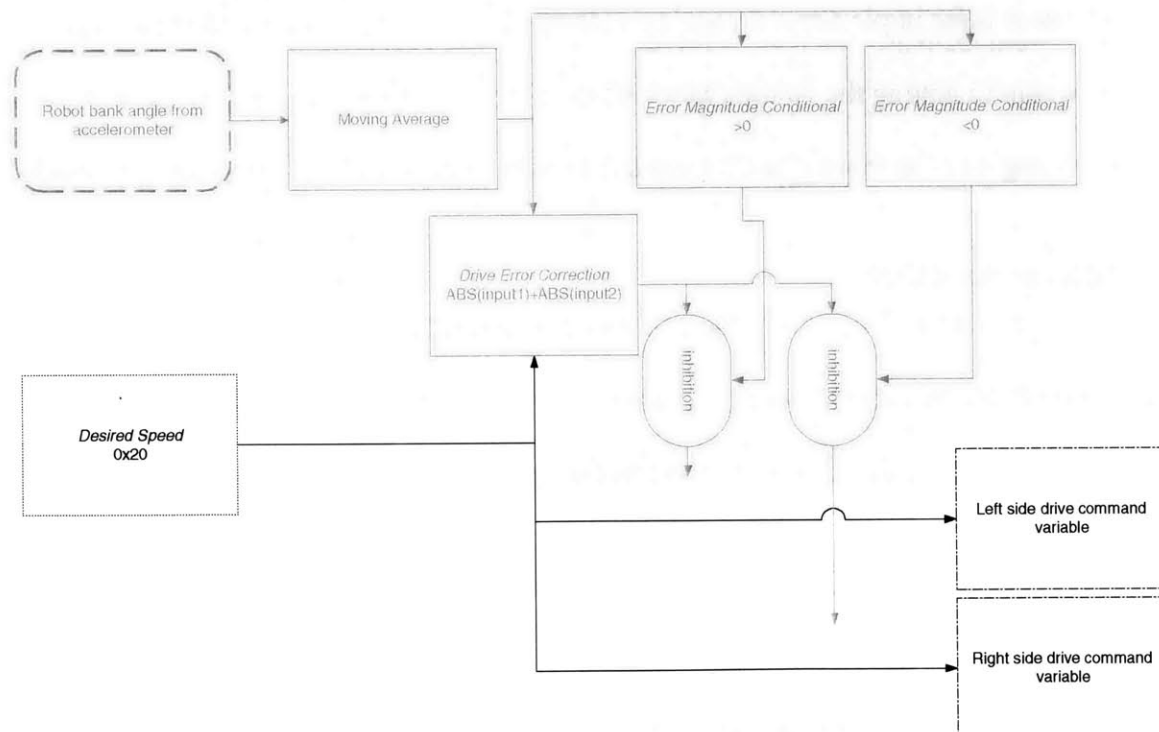 Robot bank angle from
accelerometer
Moving Average
Error Magnitude Conditional
>0
Error Magnitude Conditional
<0
Drive Error Correction
ABS(input1)+ABS(input2)
inhibition
inhibition
Desired Speed
0x20
Left side drive command
variable
Right side drive command
variable